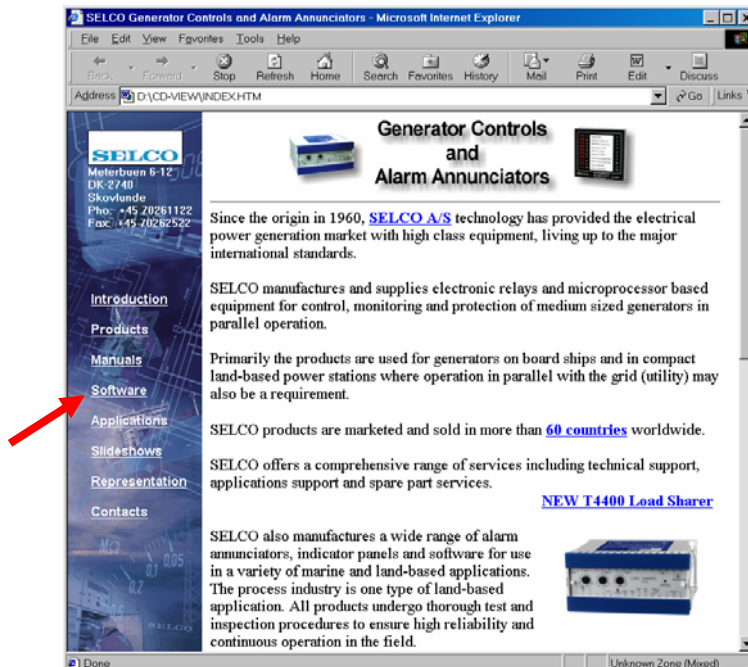 SELCO Generator Controls and Alarm Annunciators - Microsoft Internet Explorer
File Edit View Favorites Tools Help
Back Forward Stop Refresh Home Search Favorites History Mail Print Edit Discuss
Address D:\CD-VIEW\INDEX.HTM Go Links
SELCO
Meterbuen 6-12
DK-2740
Skovlunde
Pho: +45 70261122
Fax: +45 70262522
Introduction
Products
Manuals
Software
Applications
Slideshows
Representation
Contacts
Generator Controls
and
Alarm Annunciators
Since the origin in 1960, SELCO A/S technology has provided the electrical
power generation market with high class equipment, living up to the major
international standards.
SELCO manufactures and supplies electronic relays and microprocessor based
equipment for control, monitoring and protection of medium sized generators in
parallel operation.
Primarily the products are used for generators on board ships and in compact
land-based power stations where operation in parallel with the grid (utility) may
also be a requirement.
SELCO products are marketed and sold in more than 60 countries worldwide.
SELCO offers a comprehensive range of services including technical support,
applications support and spare part services.
NEW T4400 Load Sharer
SELCO also manufactures a wide range of alarm
annunciators, indicator panels and software for use
in a variety of marine and land-based applications.
The process industry is one type of land-based
application. All products undergo thorough test and
inspection procedures to ensure high reliability and
continuous operation in the field.
Done
Unknown Zone (Mixed)